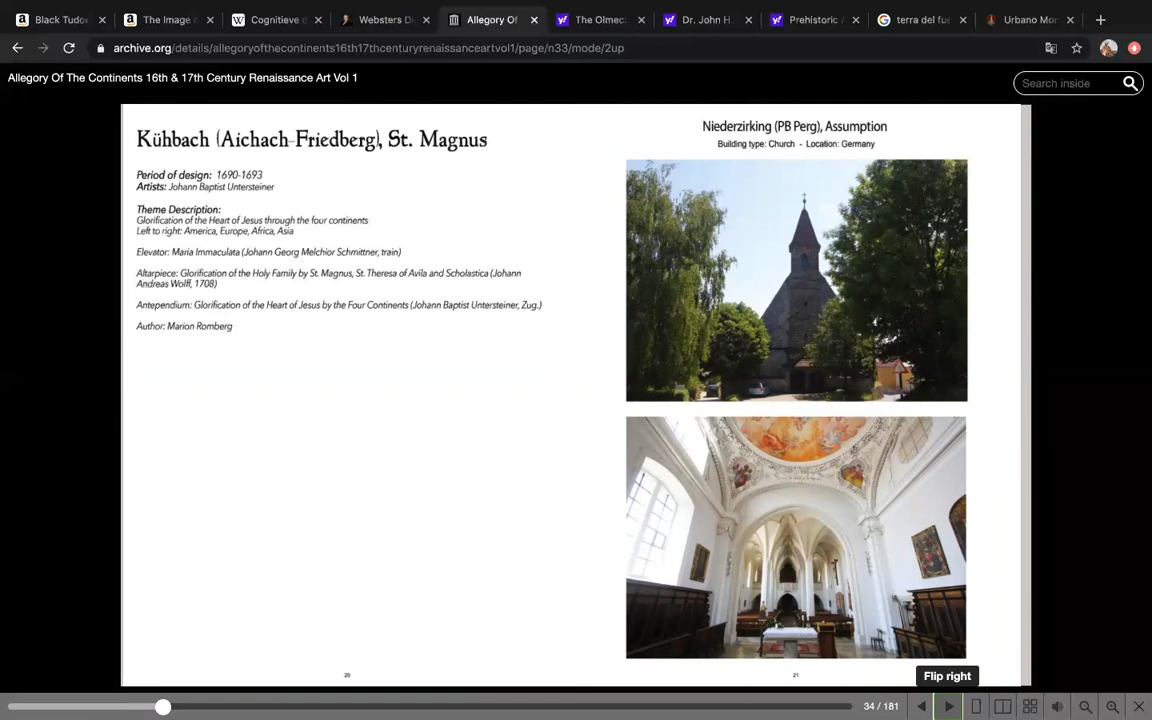 Black Tudo
The Image
Cognitieve
Websters Di
Allegory Of
The Olmec
Dr. John H.
Prehistoric
terra del fue
Urbano Mon
archive.org/details/allegoryofthecontinents16th17thcenturyrenaissanceartvol1/page/n33/mode/2up
Allegory Of The Continents 16th & 17th Century Renaissance Art Vol 1
Search inside
Kühbach (Aichach-Friedberg), St. Magnus
Period of design: 1690-1693
Artists: Johann Baptist Untersteiner
Theme Description:
Glorification of the Heart of Jesus through the four continents
Left to right: America, Europe, Africa, Asia
Elevator: Maria Immaculata (Johann Georg Melchior Schmittner, train)
Altarpiece: Glorification of the Holy Family by St. Magnus, St. Theresa of Avila and Scholastica (Johann
Andreas Wolff, 1708)
Antependium: Glorification of the Heart of Jesus by the Four Continents (Johann Baptist Untersteiner, Zug.)
Author: Marion Romberg
20
Niederzirking (PB Perg), Assumption
Building type: Church - Location: Germany
21
Flip right
34 / 181